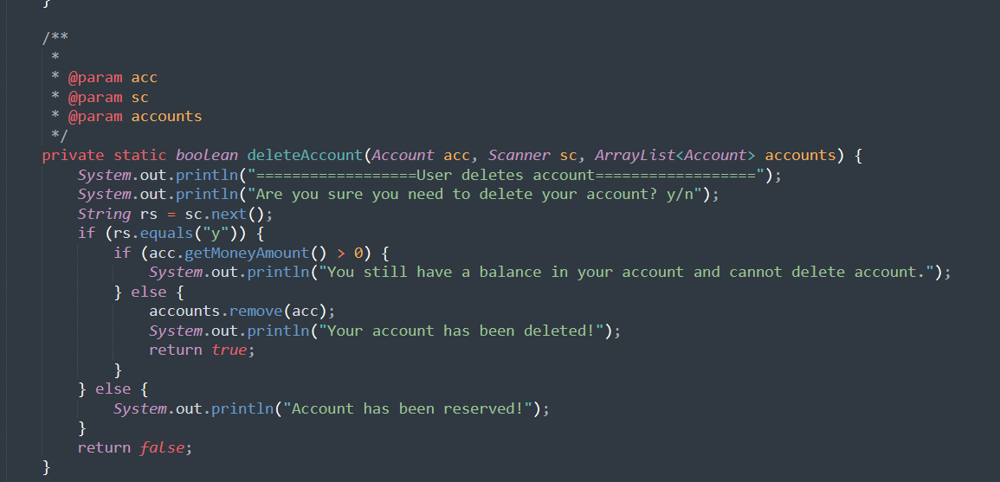 }
/**
 *
 * @param acc
 * @param sc
 * @param accounts
 */
private static boolean deleteAccount(Account acc, Scanner sc, ArrayList<Account> accounts) {
    System.out.println("==================User deletes account==================");
    System.out.println("Are you sure you need to delete your account? y/n");
    String rs = sc.next();
    if (rs.equals("y")) {
        if (acc.getMoneyAmount() > 0) {
            System.out.println("You still have a balance in your account and cannot delete account.");
        } else {
            accounts.remove(acc);
            System.out.println("Your account has been deleted!");
            return true;
        }
    } else {
        System.out.println("Account has been reserved!");
    }
    return false;
}